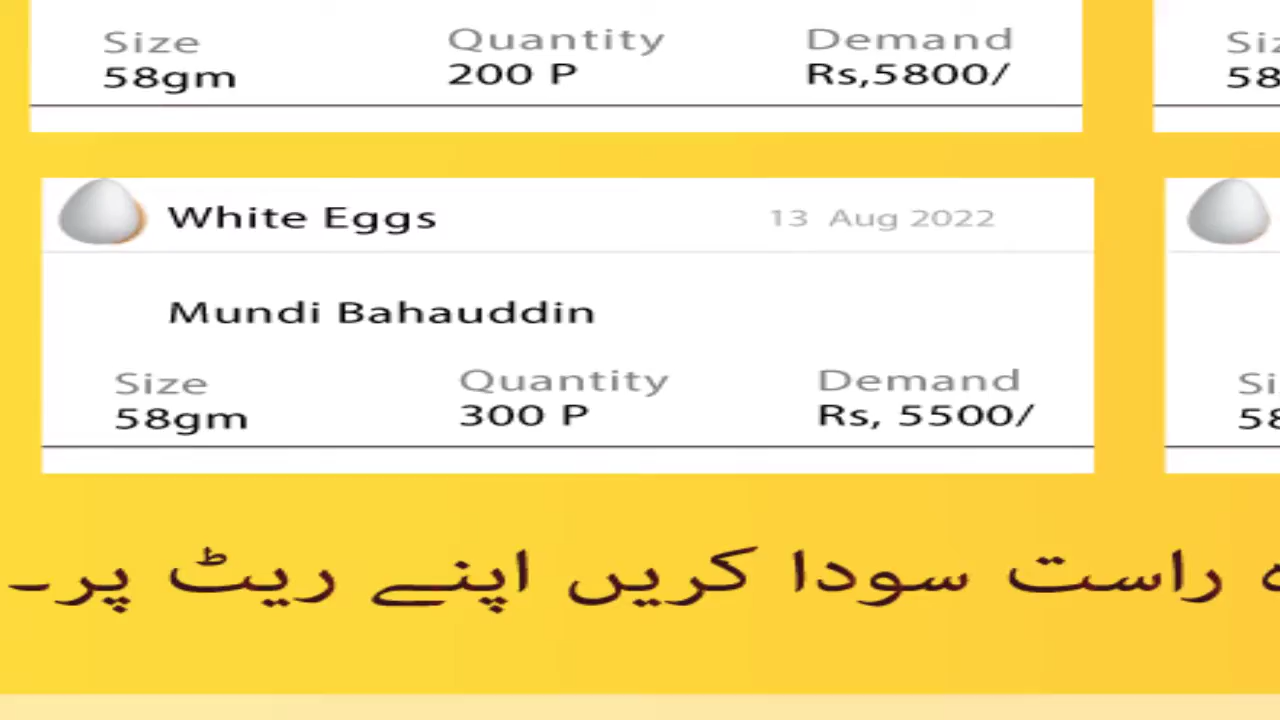 Size Quantity Demand
58gm 200 P Rs,5800/
White Eggs 13 Aug 2022
Mundi Bahauddin
Size Quantity Demand
58gm 300 P Rs, 5500/
راست سودا کریں اپنے ریٹ پر۔